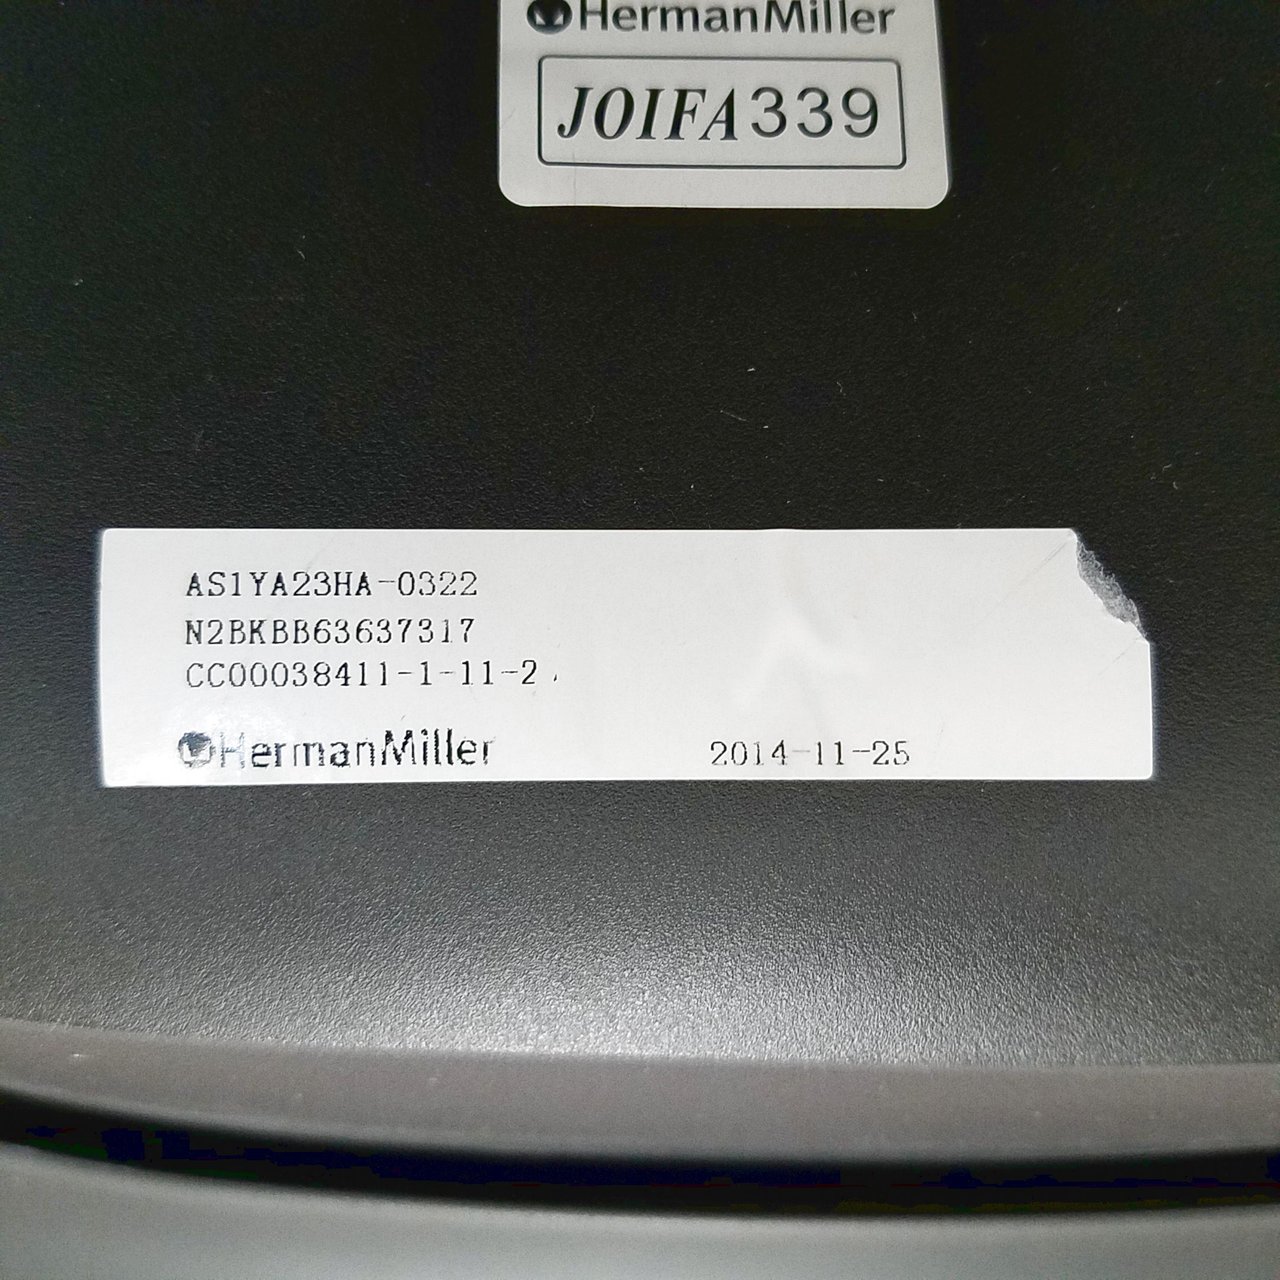 HermanMiller
JOIFA339
AS1YA23HA-0322
N2BKBB63637317
CC00038411-1-11-2
HermanMiller
2014-11-25